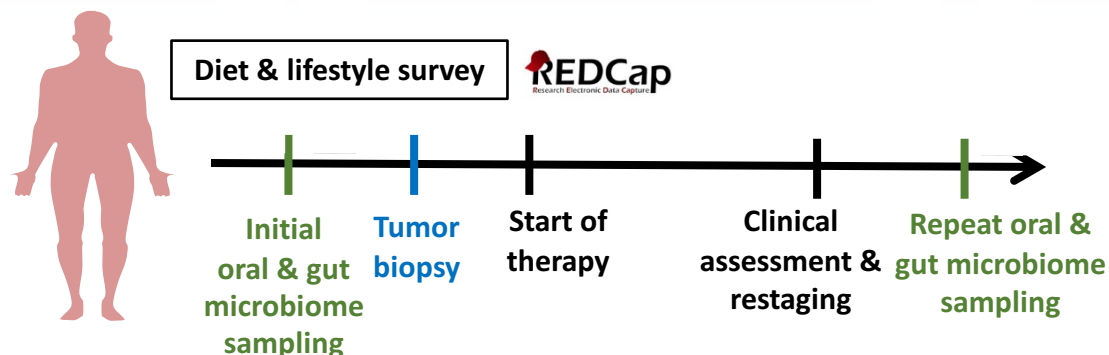 Diet & lifestyle survey
REDCap
Research Electronic Data Capture
Initial
oral & gut
microbiome
sampling
Tumor
biopsy
Start of
therapy
Clinical
assessment &
restaging
Repeat oral &
gut microbiome
sampling